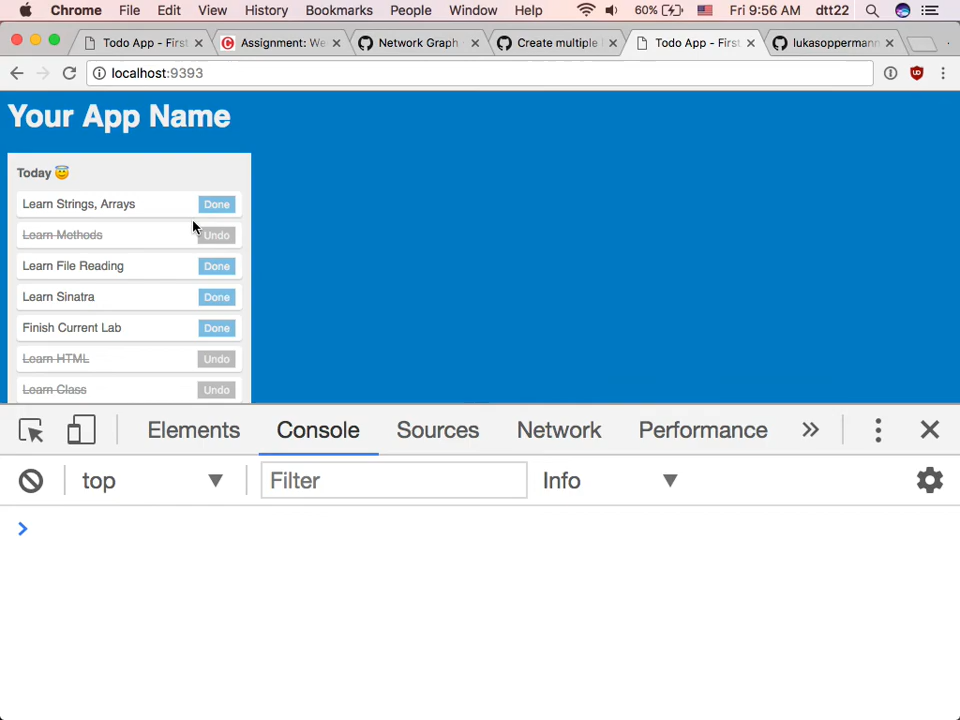 Chrome File Edit View History Bookmarks People Window Help 60% Fri 9:56 AM dtt22
Todo App - First Assignment: We Network Graph Create multiple Todo App - First lukasoppermann
localhost:9393
Your App Name
Today 😇
Learn Strings, Arrays Done
Learn Methods Undo
Learn File Reading Done
Learn Sinatra Done
Finish Current Lab Done
Learn HTML Undo
Learn Class Undo
Elements Console Sources Network Performance »
top ▼ Filter Info ▼
>